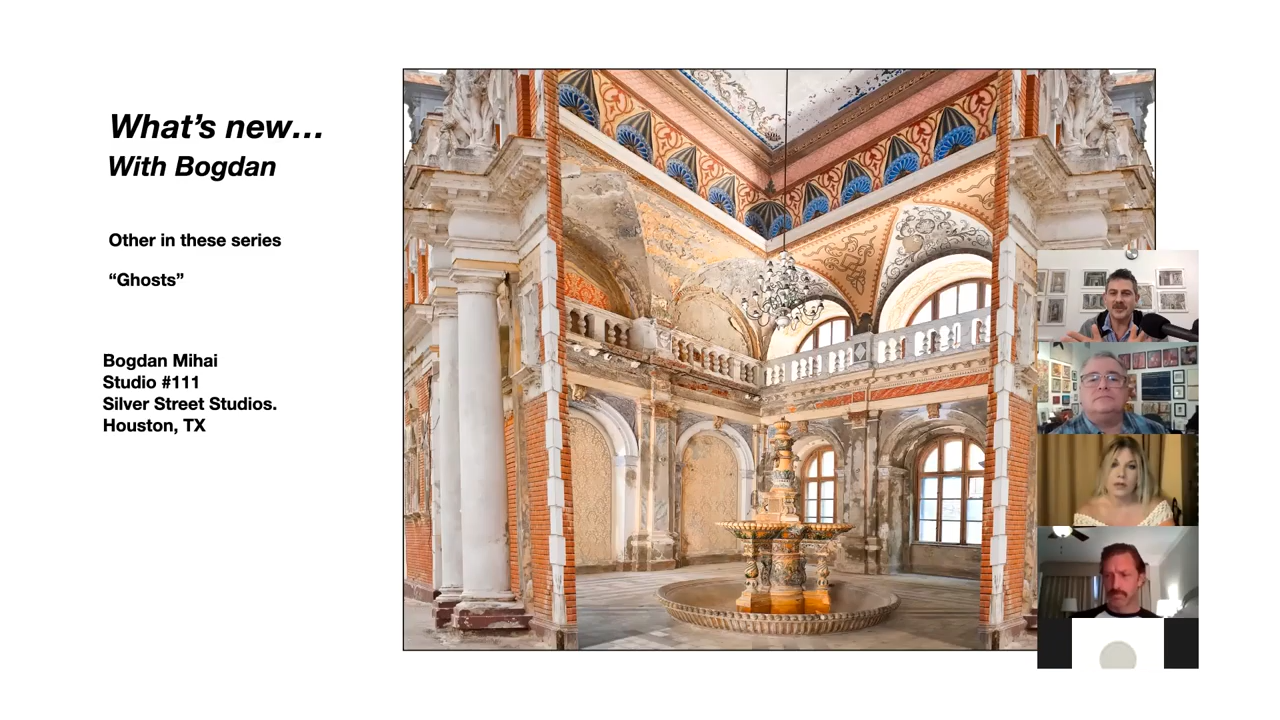 What's new...
With Bogdan
Other in these series
“Ghosts”
Bogdan Mihai
Studio #111
Silver Street Studios.
Houston, TX